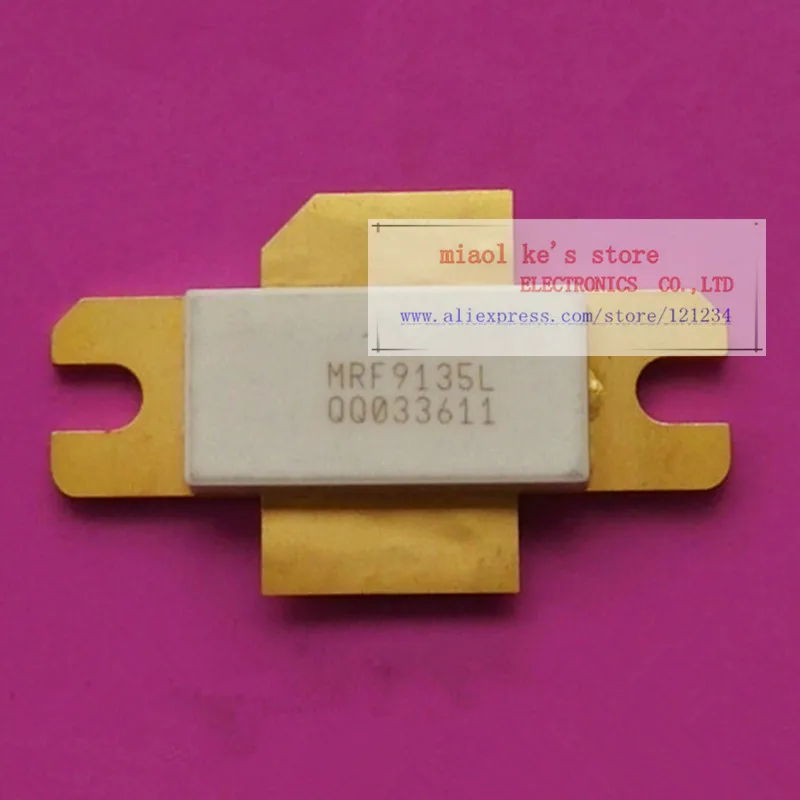 miaol ke's store
ELECTRONICS CO.,LTD
www.aliexpress.com/store/121234
MRF9135L
QQ033611